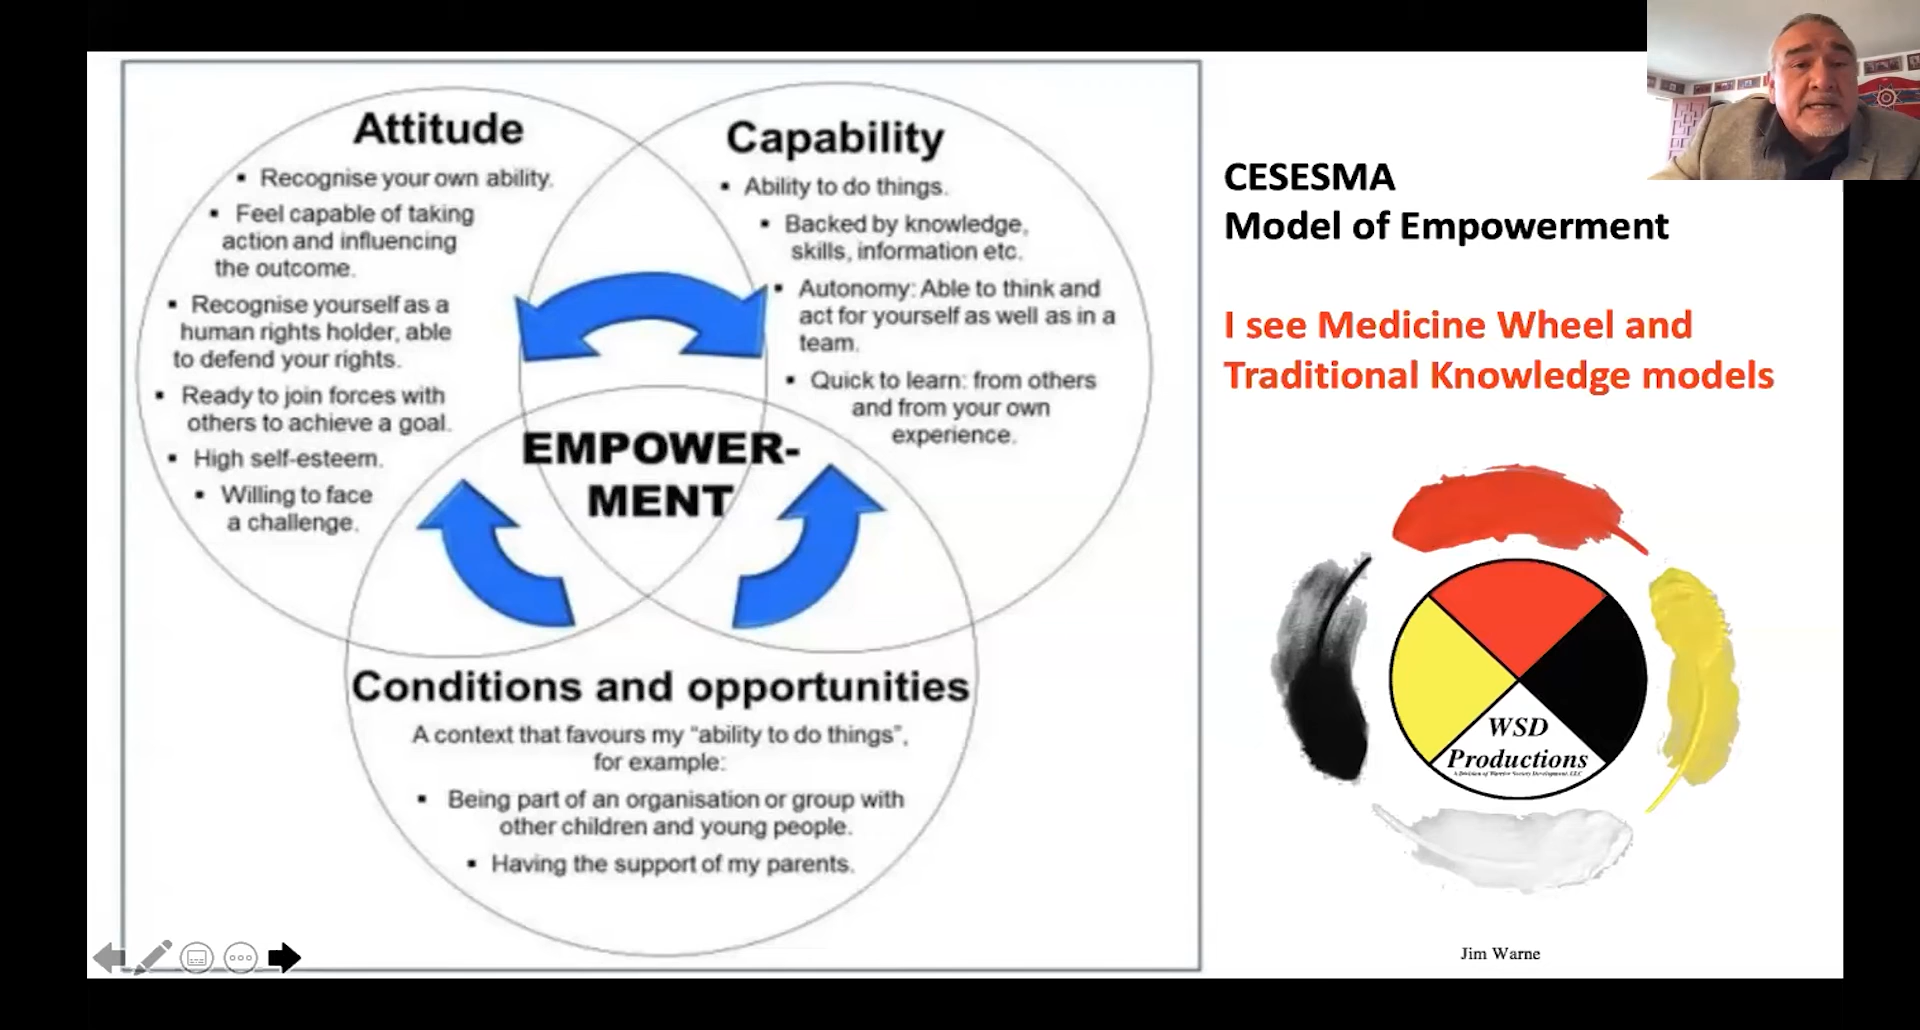 Attitude
▪ Recognise your own ability.
▪ Feel capable of taking
action and influencing
the outcome.
▪ Recognise yourself as a
human rights holder, able
to defend your rights.
▪ Ready to join forces with
others to achieve a goal.
▪ High self-esteem.
▪ Willing to face
a challenge.
Capability
▪ Ability to do things.
▪ Backed by knowledge,
skills, information etc.
▪ Autonomy: Able to think and
act for yourself as well as in a
team.
▪ Quick to learn: from others
and from your own
experience.
EMPOWER-
MENT
Conditions and opportunities
A context that favours my "ability to do things",
for example:
▪ Being part of an organisation or group with
other children and young people.
▪ Having the support of my parents.
CESESMA
Model of Empowerment
I see Medicine Wheel and
Traditional Knowledge models
WSD
Productions
A Division of Warrior Society Development, LLC
Jim Warne